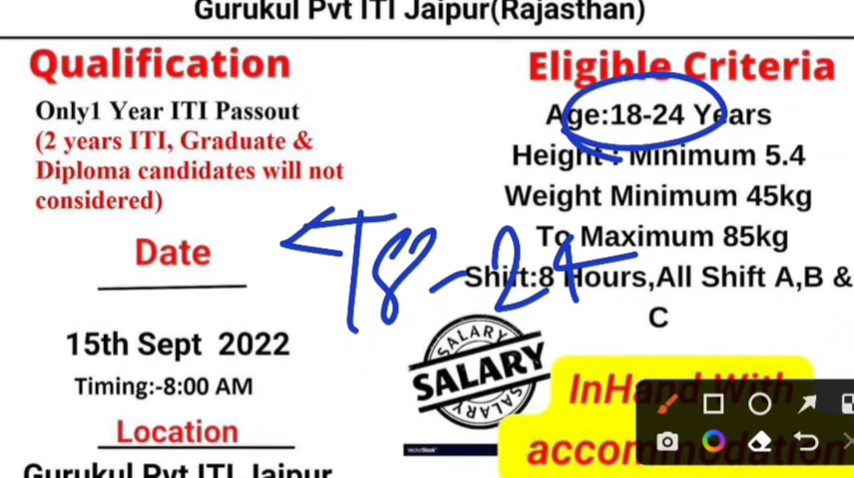 Gurukul Pvt ITI Jaipur(Rajasthan)
Qualification
Only1 Year ITI Passout
(2 years ITI, Graduate &
Diploma candidates will not
considered)
Date
15th Sept 2022
Timing:-8:00 AM
Location
Gurukul Pvt ITI Jaipur
Eligible Criteria
Age:18-24 Years
Height : Minimum 5.4
Weight Minimum 45kg
To Maximum 85kg
Shift:8 Hours,All Shift A,B &
C
18-24
SALARY
SALARY
SALARY
VectorStock
InHand With
accommodation